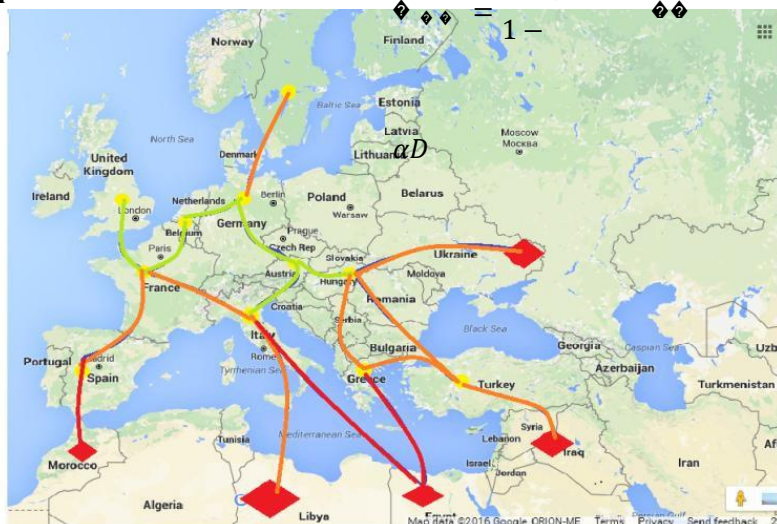 =
1 −
Norway
Finland
Baltic Sea
Estonia
North Sea
Latvia
Moscow
Москва
Denmark
Lithuania
αD
United
Kingdom
Ireland
Netherlands
Berlin
Poland
Belarus
London
Warsaw
Germany
Belgium
Prague
Paris
Czech Rep
Ukraine
Slovakia
Austria
Hungary
Moldova
France
Romania
Croatia
Serbia
Italy
Black Sea
Rome
Bulgaria
Georgia
Caspian Sea
Uzb
Portugal
Madrid
Spain
Tyrrhenian Sea
Greece
Turkey
Azerbaijan
Turkmenistan
Tunisia
Mediterranean Sea
Syria
Lebanon
Iraq
Af
Morocco
Israel
Jordan
Iran
Algeria
Libya
Egypt
Persian Gulf
Map data ©2016 Google, ORION-ME Terms Privacy Send feedback